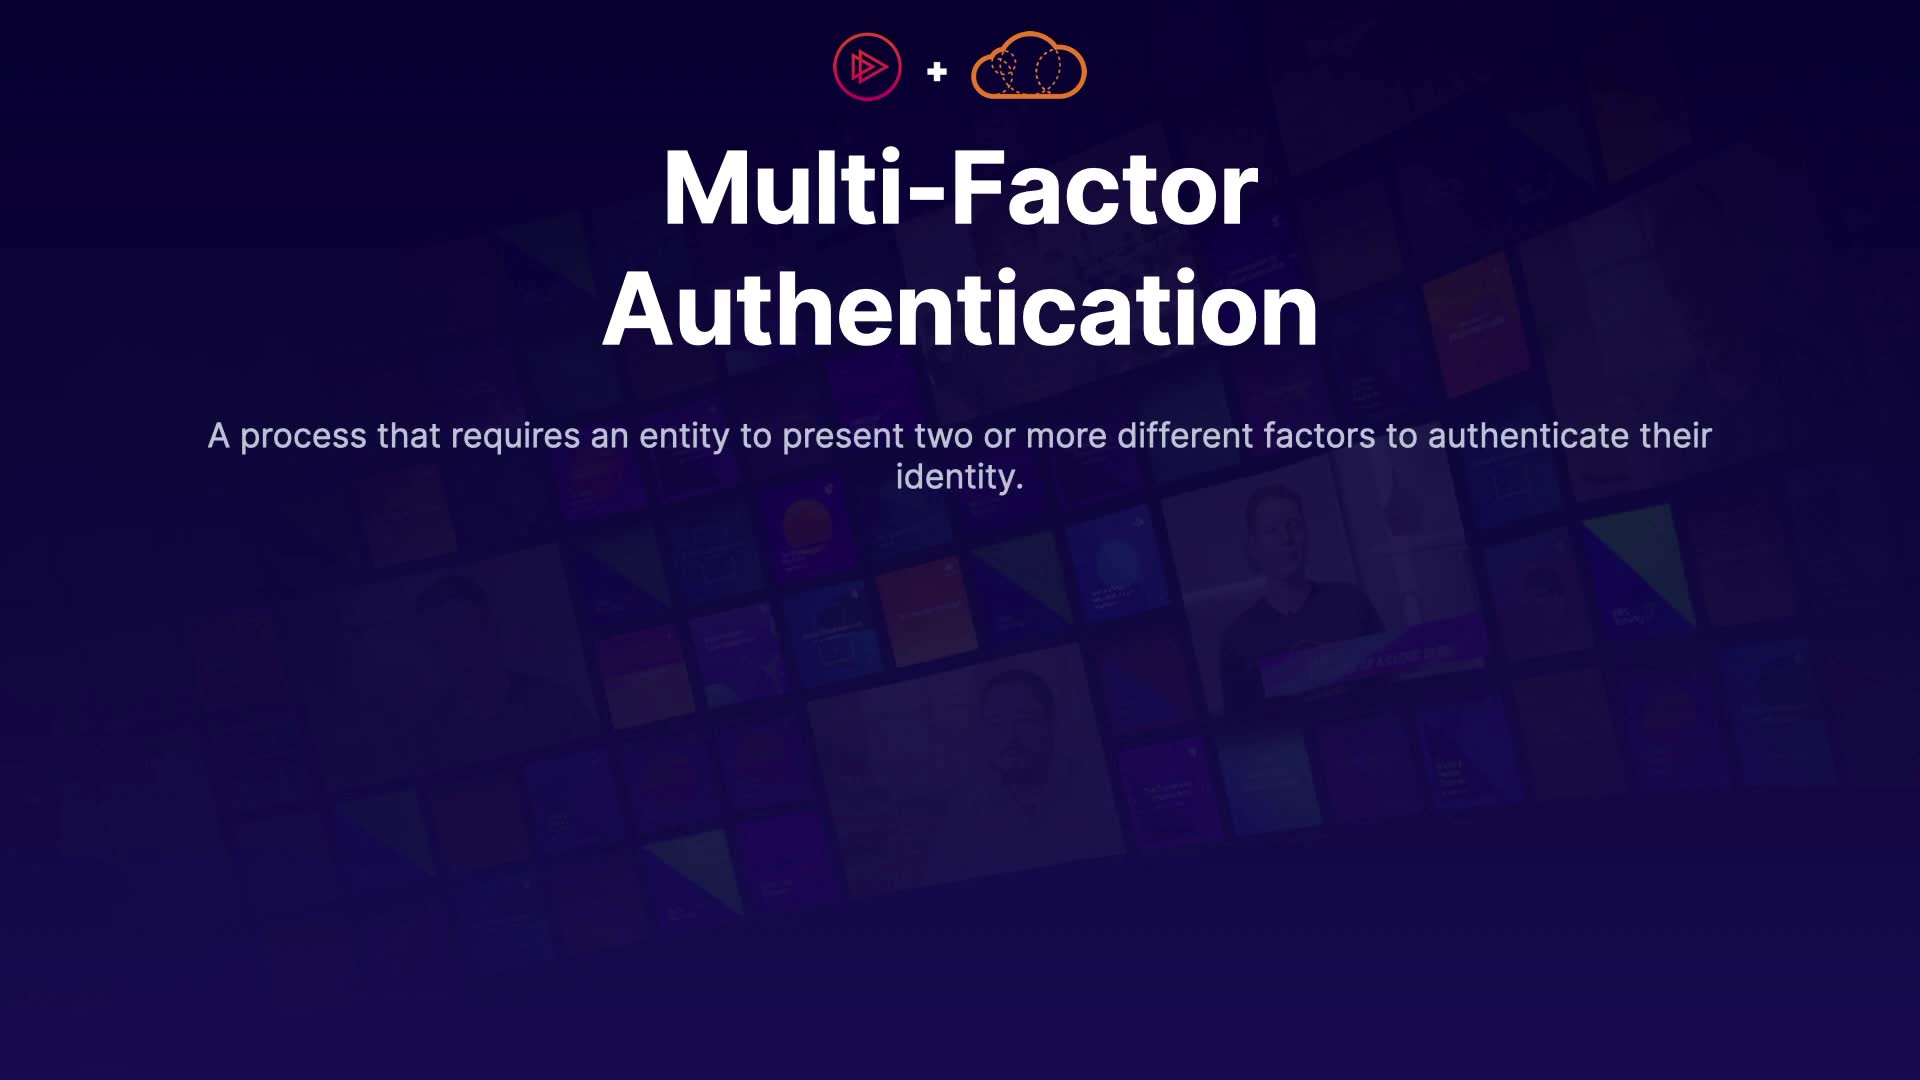 Multi-Factor
Authentication
A process that requires an entity to present two or more different factors to authenticate their
identity.